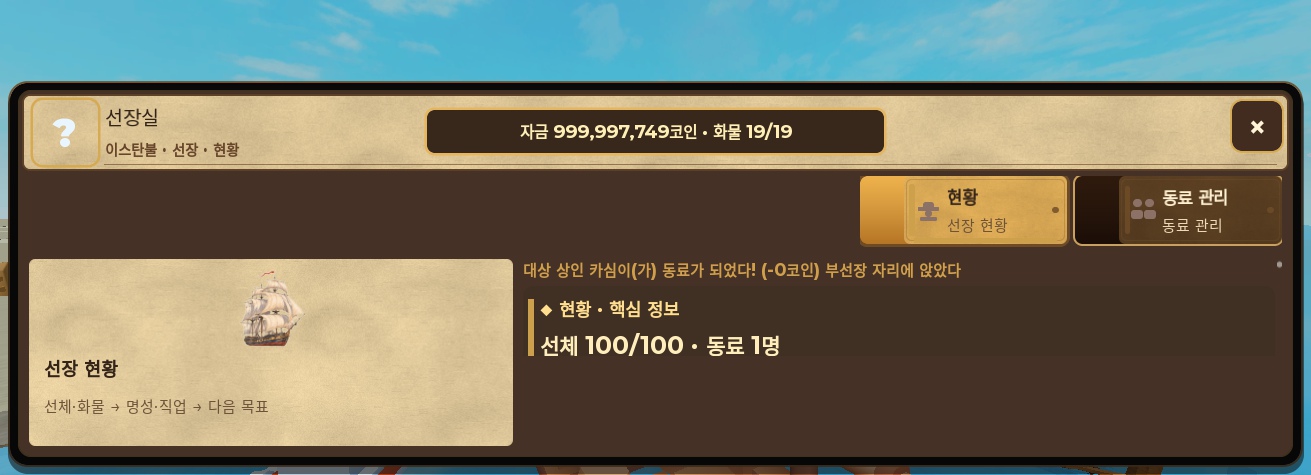 ?
선장실
이스탄불 • 선장 • 현황
자금 999,997,749코인 • 화물 19/19
×
현황
선장 현황
동료 관리
동료 관리
대상 상인 카심이(가) 동료가 되었다! (-0코인) 부선장 자리에 앉았다
◆ 현황 • 핵심 정보
선체 100/100 • 동료 1명
선장 현황
선체·화물 → 명성·직업 → 다음 목표